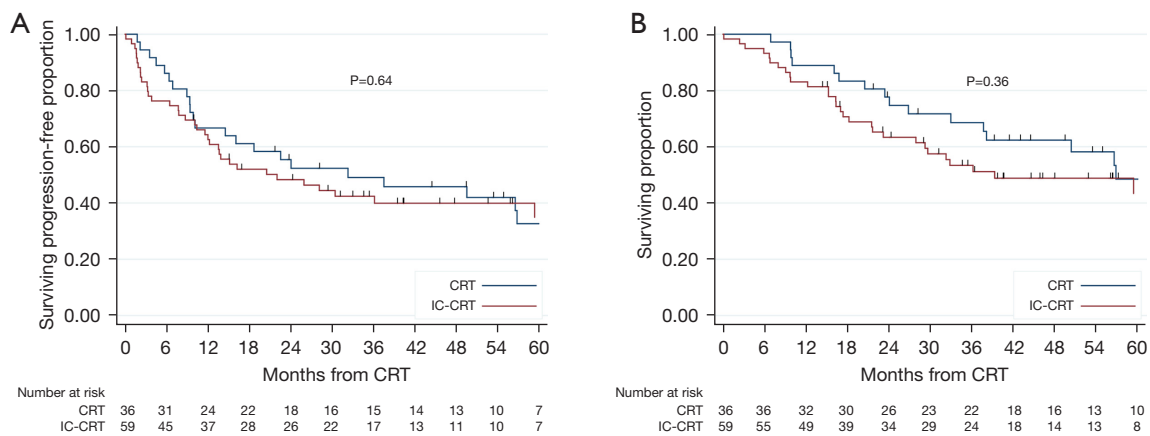 A
Surviving progression-free proportion
1.00
0.80
0.60
0.40
0.20
0.00
P=0.64
CRT
IC-CRT
0 6 12 18 24 30 36 42 48 54 60
Months from CRT
Number at risk
CRT 36 31 24 22 18 16 15 14 13 10 7
IC-CRT 59 45 37 28 26 22 17 13 11 10 7
B
Surviving proportion
1.00
0.80
0.60
0.40
0.20
0.00
P=0.36
CRT
IC-CRT
0 6 12 18 24 30 36 42 48 54 60
Months from CRT
Number at risk
CRT 36 36 32 30 26 23 22 18 16 13 10
IC-CRT 59 55 49 39 34 29 24 18 14 13 8